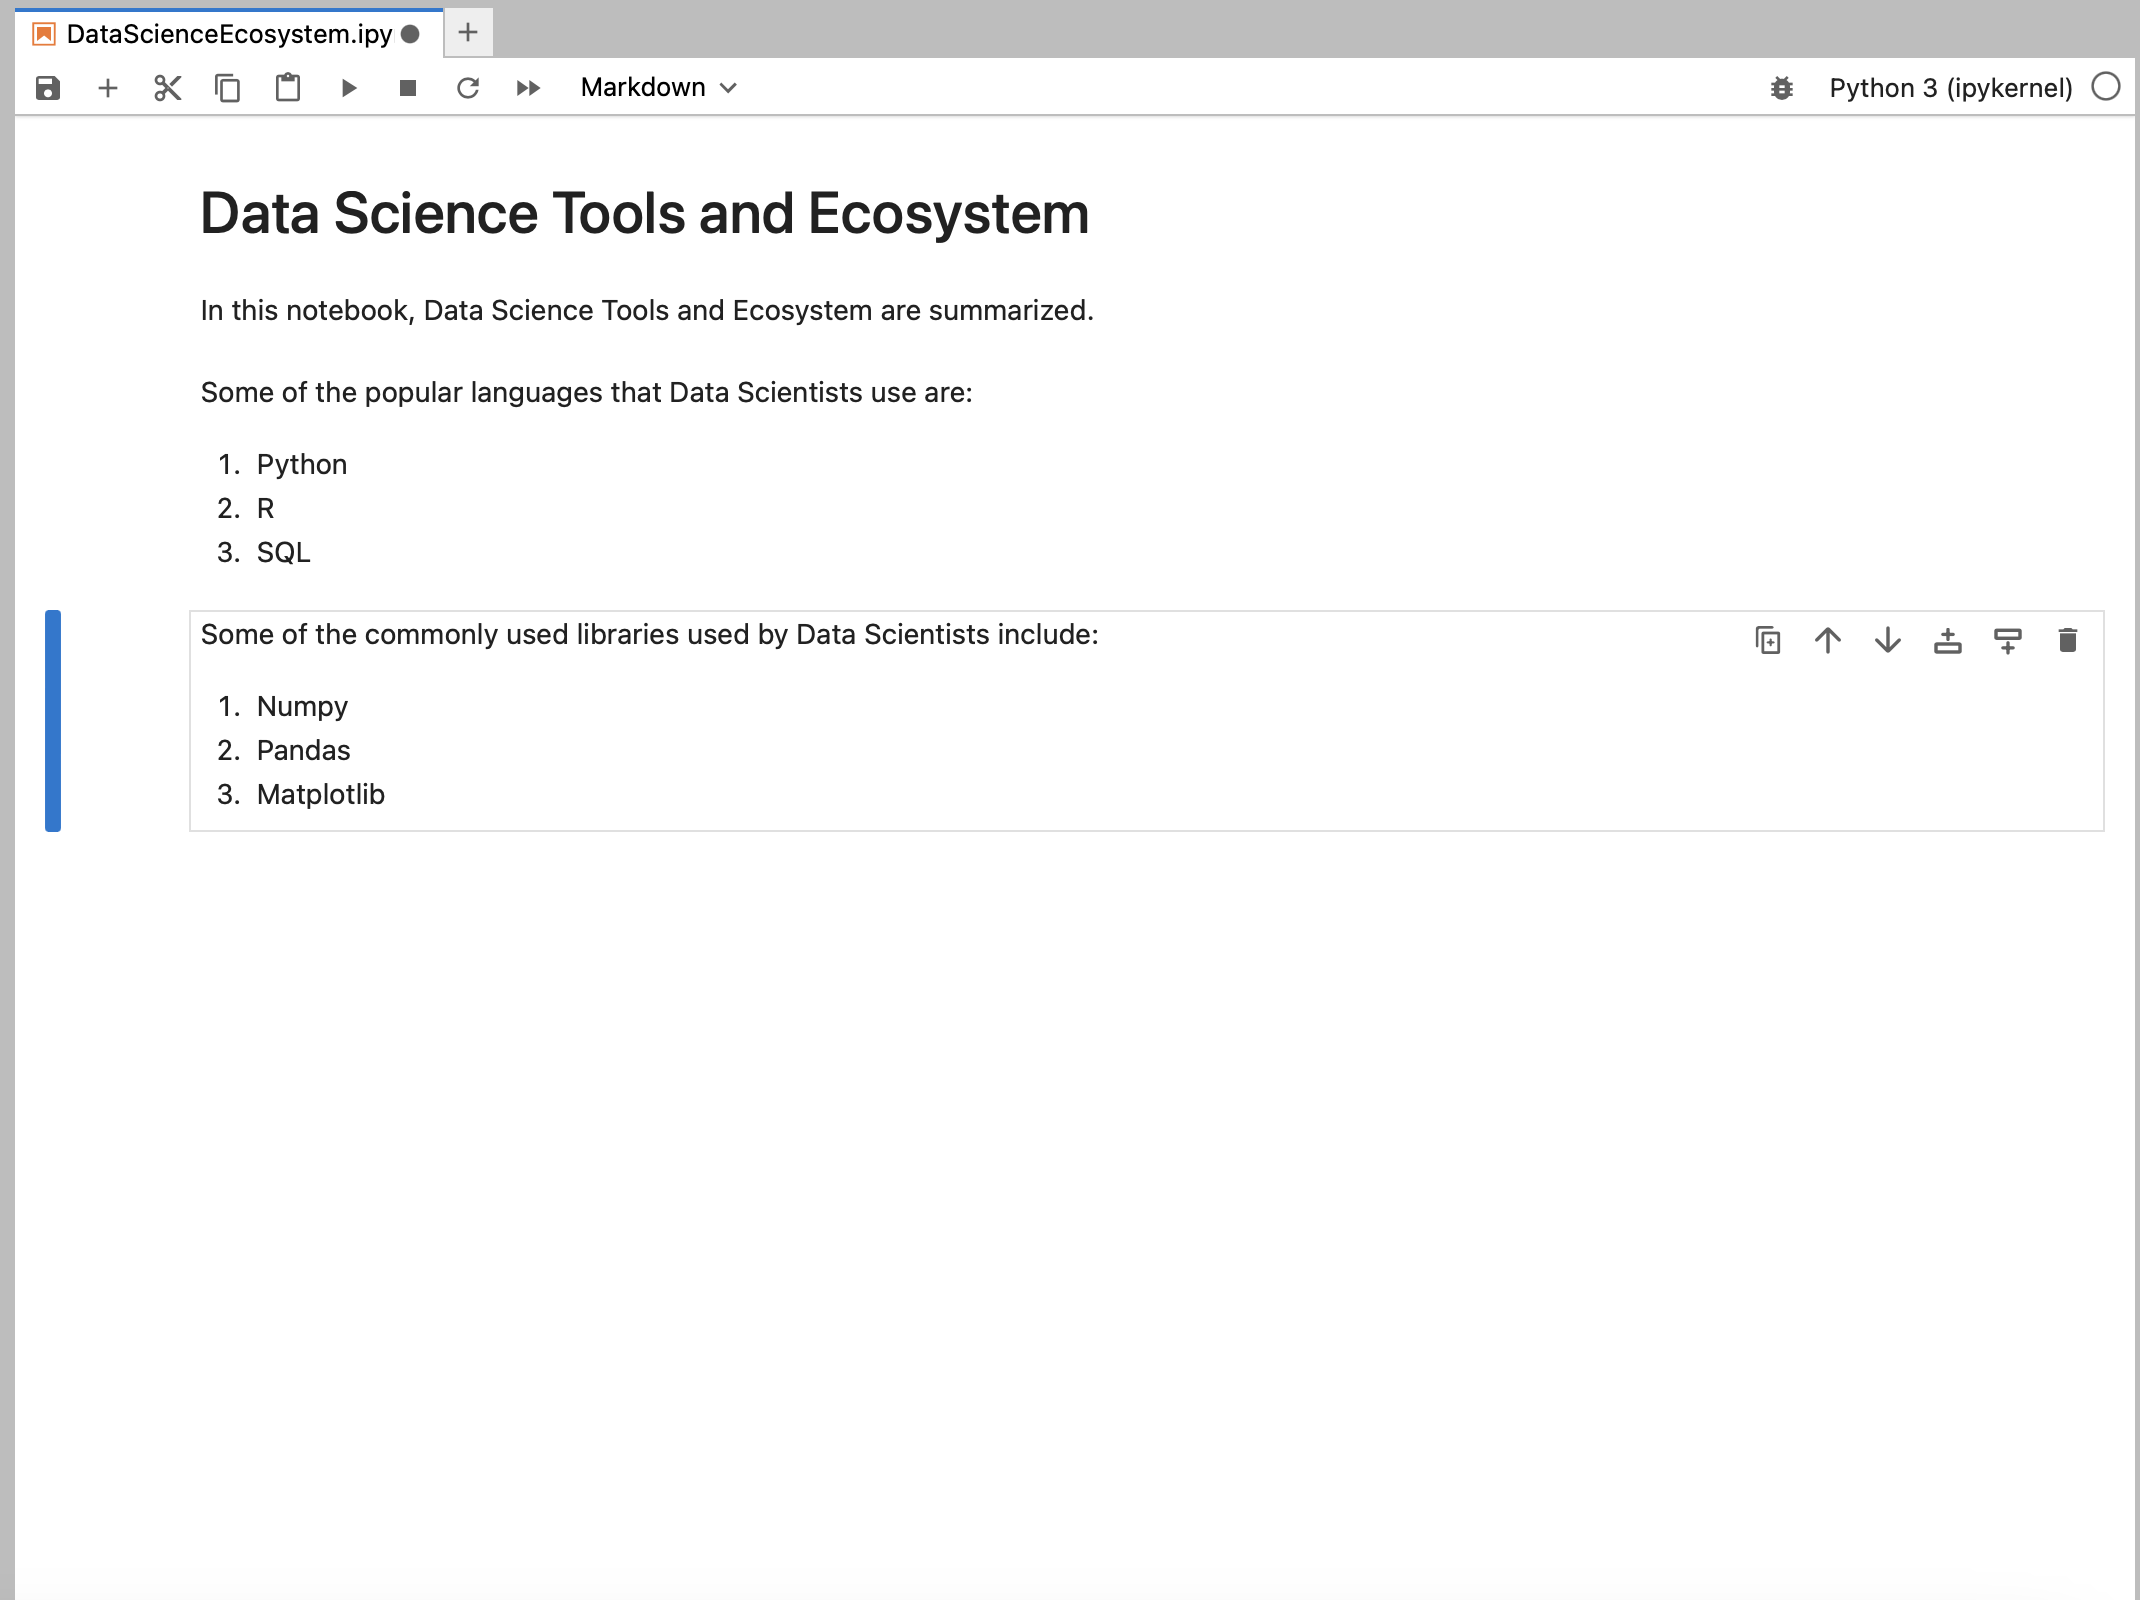 DataScienceEcosystem.ipy
Markdown
Python 3 (ipykernel)
Data Science Tools and Ecosystem
In this notebook, Data Science Tools and Ecosystem are summarized.
Some of the popular languages that Data Scientists use are:
1. Python
2. R
3. SQL
Some of the commonly used libraries used by Data Scientists include:
1. Numpy
2. Pandas
3. Matplotlib